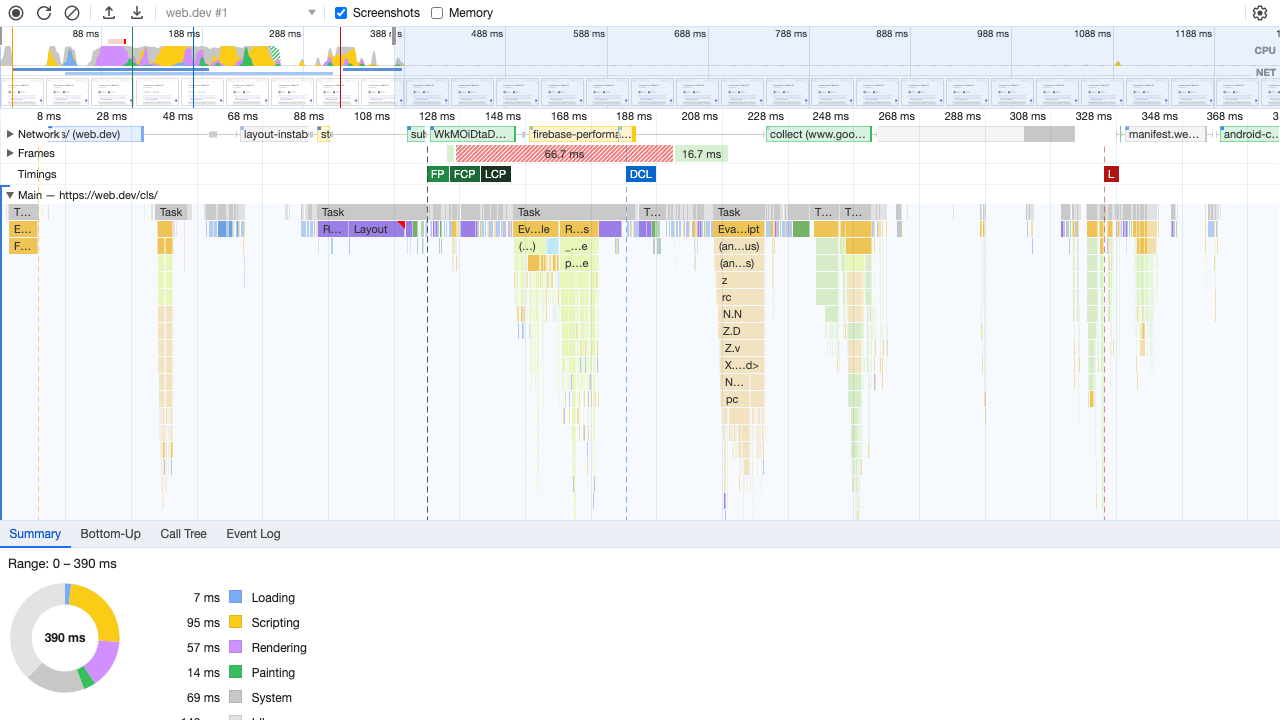 web.dev #1 Screenshots Memory
88 ms 188 ms 288 ms 388 ms 488 ms 588 ms 688 ms 788 ms 888 ms 988 ms 1088 ms 1188 ms
CPU
NET
8 ms 28 ms 48 ms 68 ms 88 ms 108 ms 128 ms 148 ms 168 ms 188 ms 208 ms 228 ms 248 ms 268 ms 288 ms 308 ms 328 ms 348 ms 368 ms
Network s/ (web.dev) layout-instab st sul WkMOiDtaD… firebase-performa… collect (www.goo… manifest.we… android-c…
Frames 66.7 ms 16.7 ms
Timings FP FCP LCP DCL L
Main — https://web.dev/cls/
T… Task Task Task T… Task T… T…
E… R… Layout Ev…le R…s Eva…ipt
F… (…) _…e (an…us)
p…e (an…s)
z
rc
N.N
Z.D
Z.v
X.…d>
N…
pc
Summary Bottom-Up Call Tree Event Log
Range: 0 – 390 ms
390 ms
7 ms Loading
95 ms Scripting
57 ms Rendering
14 ms Painting
69 ms System